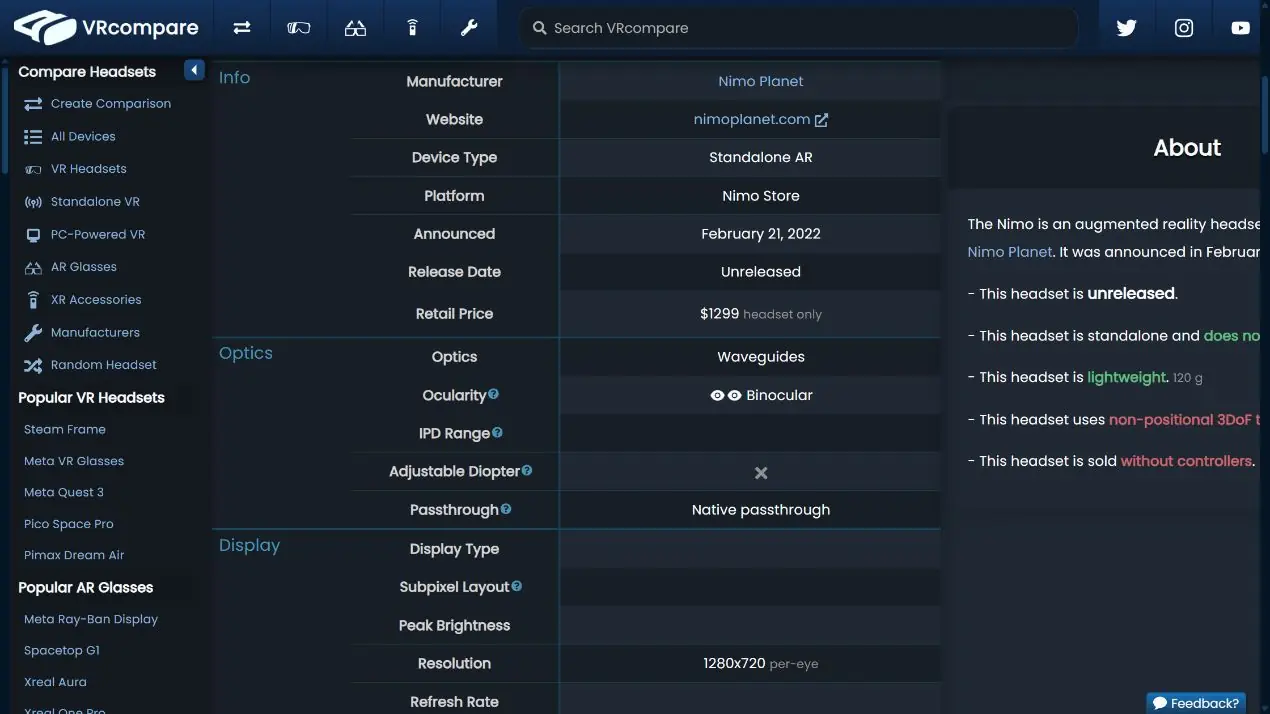 VRcompare
Search VRcompare
Compare Headsets
Create Comparison
All Devices
VR Headsets
Standalone VR
PC-Powered VR
AR Glasses
XR Accessories
Manufacturers
Random Headset
Popular VR Headsets
Steam Frame
Meta VR Glasses
Meta Quest 3
Pico Space Pro
Pimax Dream Air
Popular AR Glasses
Meta Ray-Ban Display
Spacetop G1
Xreal Aura
Xreal One Pro
Info
Manufacturer Nimo Planet
Website nimoplanet.com
Device Type Standalone AR
Platform Nimo Store
Announced February 21, 2022
Release Date Unreleased
Retail Price $1299 headset only
Optics
Optics Waveguides
Ocularity Binocular
IPD Range
Adjustable Diopter
Passthrough Native passthrough
Display
Display Type
Subpixel Layout
Peak Brightness
Resolution 1280x720 per-eye
Refresh Rate
About
The Nimo is an augmented reality headse
Nimo Planet. It was announced in Februar
- This headset is unreleased.
- This headset is standalone and does no
- This headset is lightweight. 120 g
- This headset uses non-positional 3DoF t
- This headset is sold without controllers.
Feedback?